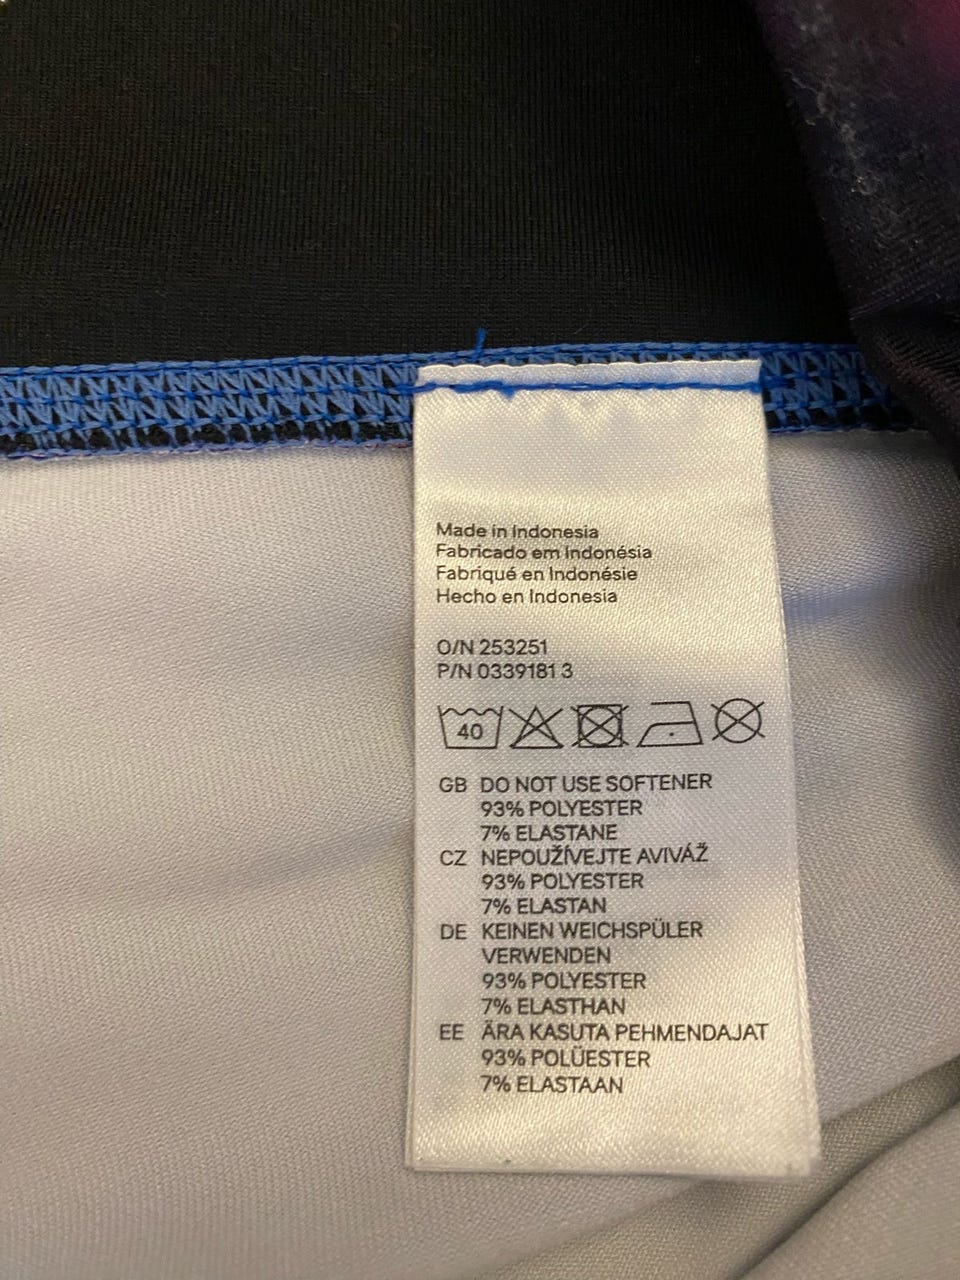 Made in Indonesia
Fabricado em Indonésia
Fabriqué en Indonésie
Hecho en Indonesia
O/N 253251
P/N 0339181 3
40
GB DO NOT USE SOFTENER
93% POLYESTER
7% ELASTANE
CZ NEPOUŽÍVEJTE AVIVÁŽ
93% POLYESTER
7% ELASTAN
DE KEINEN WEICHSPÜLER
VERWENDEN
93% POLYESTER
7% ELASTHAN
EE ÄRA KASUTA PEHMENDAJAT
93% POLÜESTER
7% ELASTAAN